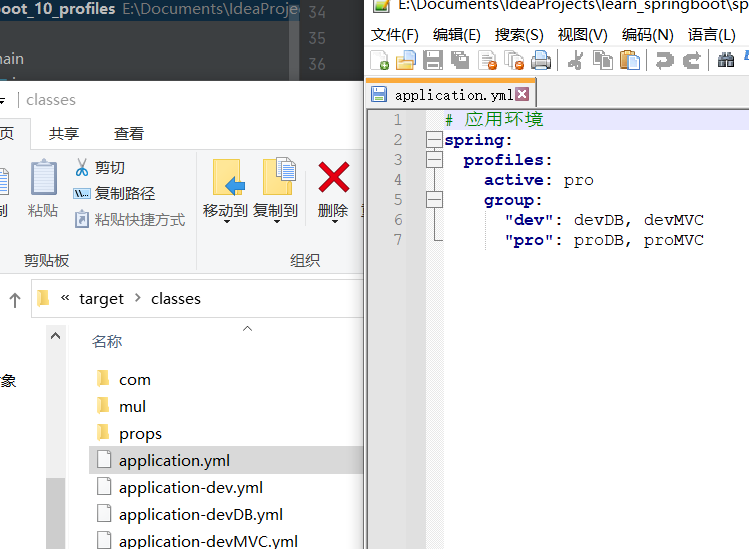 boot_10_profiles E:\Documents\IdeaProje
34
35
36
main
classes
页 共享 查看
粘贴
剪切
复制路径
粘贴快捷方式
剪贴板
移动到 复制到 删除
组织
« target > classes
名称
com
mul
props
application.yml
application-dev.yml
application-devDB.yml
application-devMVC.yml
E:\Documents\IdeaProjects\learn_springboot\sp
文件(F) 编辑(E) 搜索(S) 视图(V) 编码(N) 语言(L)
application.yml
1 # 应用环境
2 spring:
3 profiles:
4 active: pro
5 group:
6 "dev": devDB, devMVC
7 "pro": proDB, proMVC